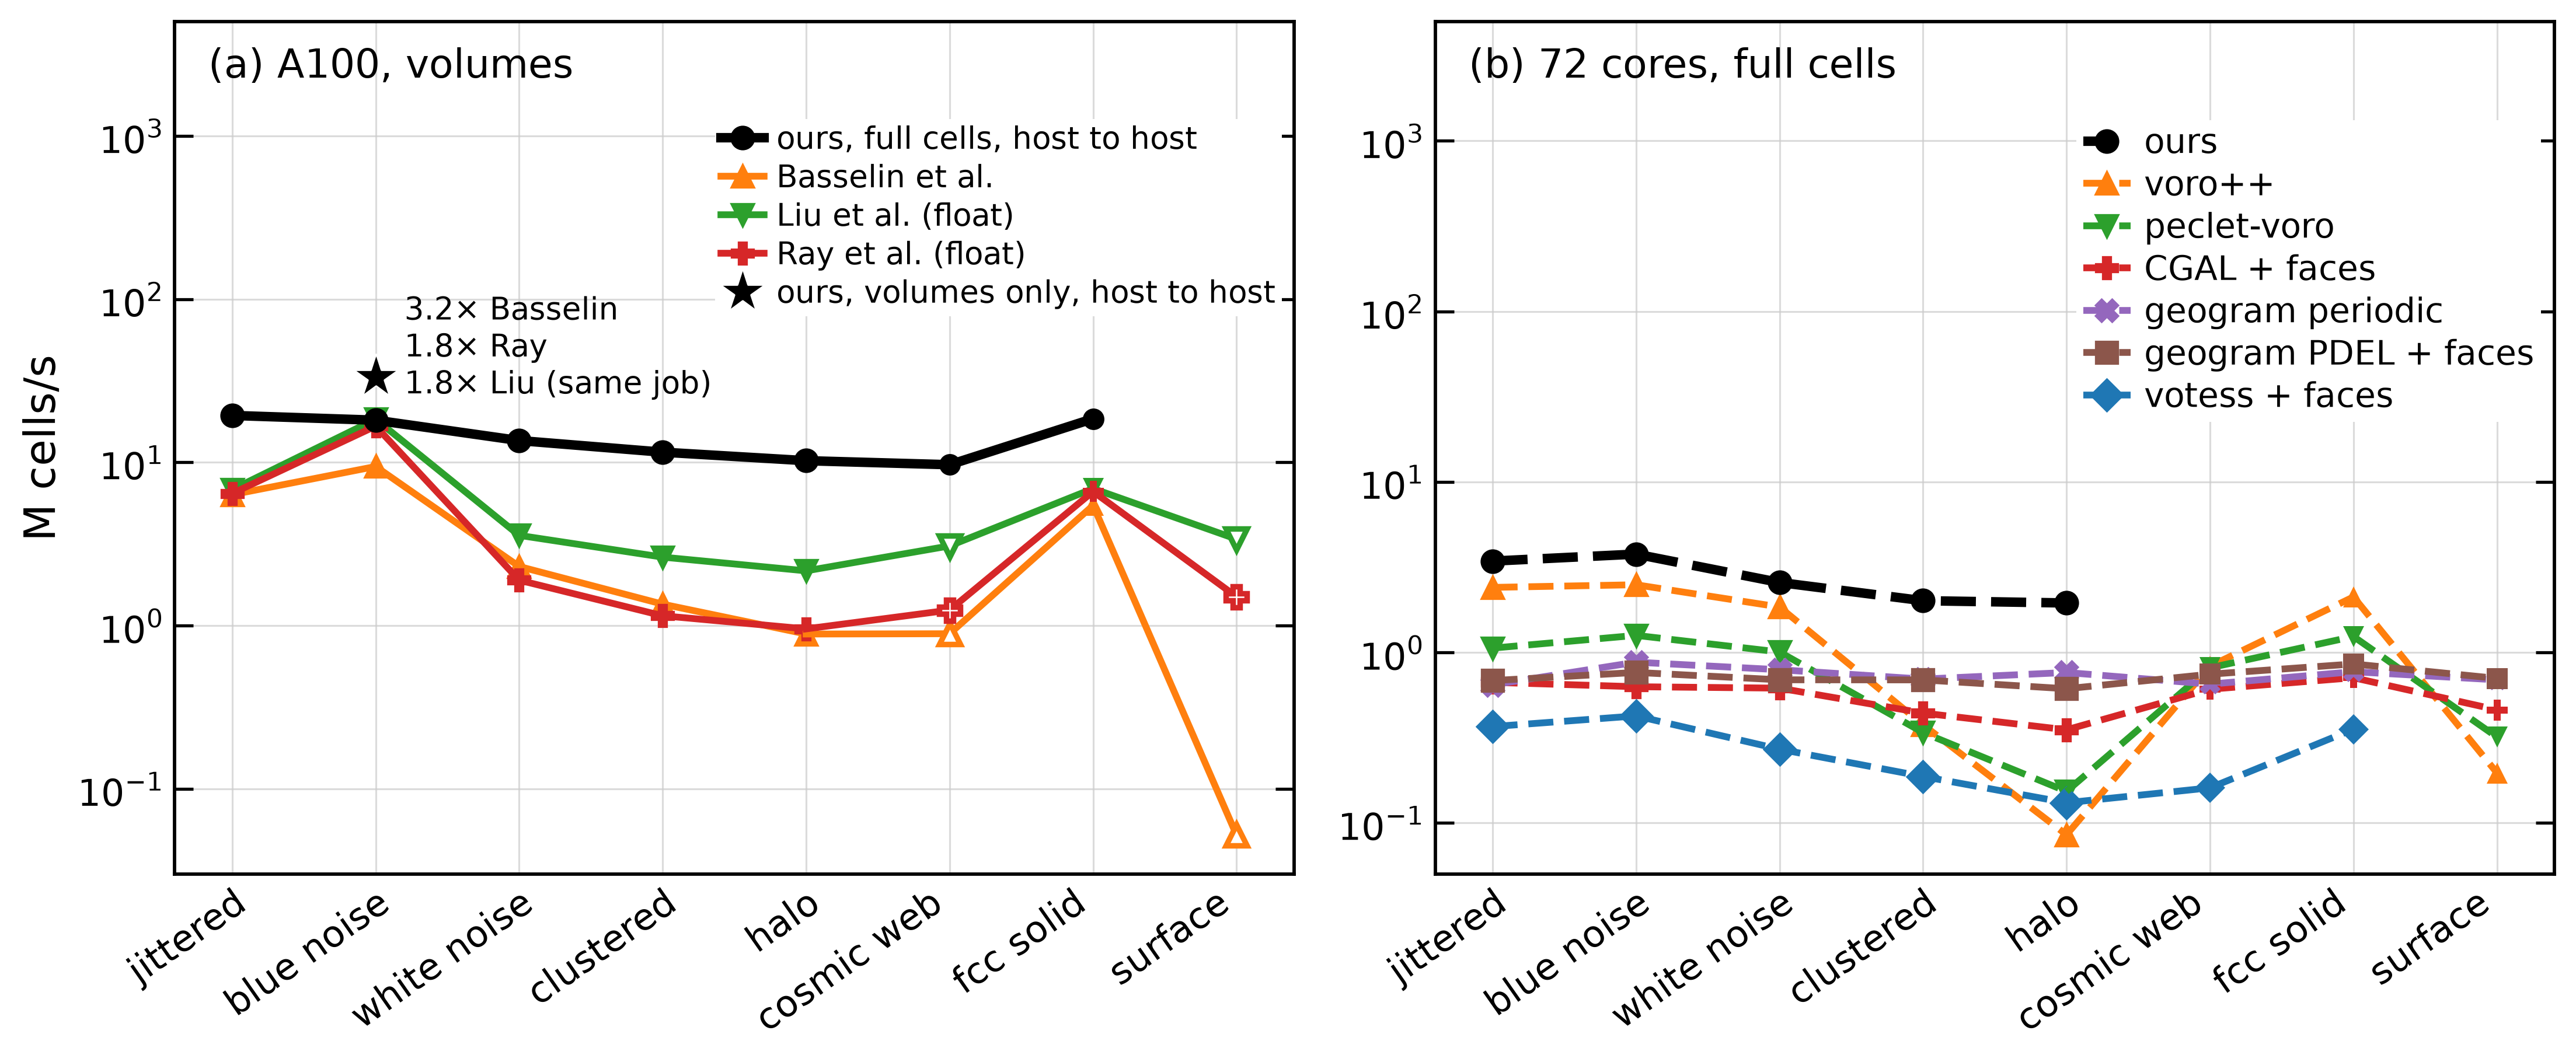 (a) A100, volumes
ours, full cells, host to host
Basselin et al.
Liu et al. (float)
Ray et al. (float)
ours, volumes only, host to host
3.2× Basselin
1.8× Ray
1.8× Liu (same job)
M cells/s
10³
10²
10¹
10⁰
10⁻¹
jittered
blue noise
white noise
clustered
halo
cosmic web
fcc solid
surface
(b) 72 cores, full cells
ours
voro++
peclet-voro
CGAL + faces
geogram periodic
geogram PDEL + faces
votess + faces
10³
10²
10¹
10⁰
10⁻¹
jittered
blue noise
white noise
clustered
halo
cosmic web
fcc solid
surface